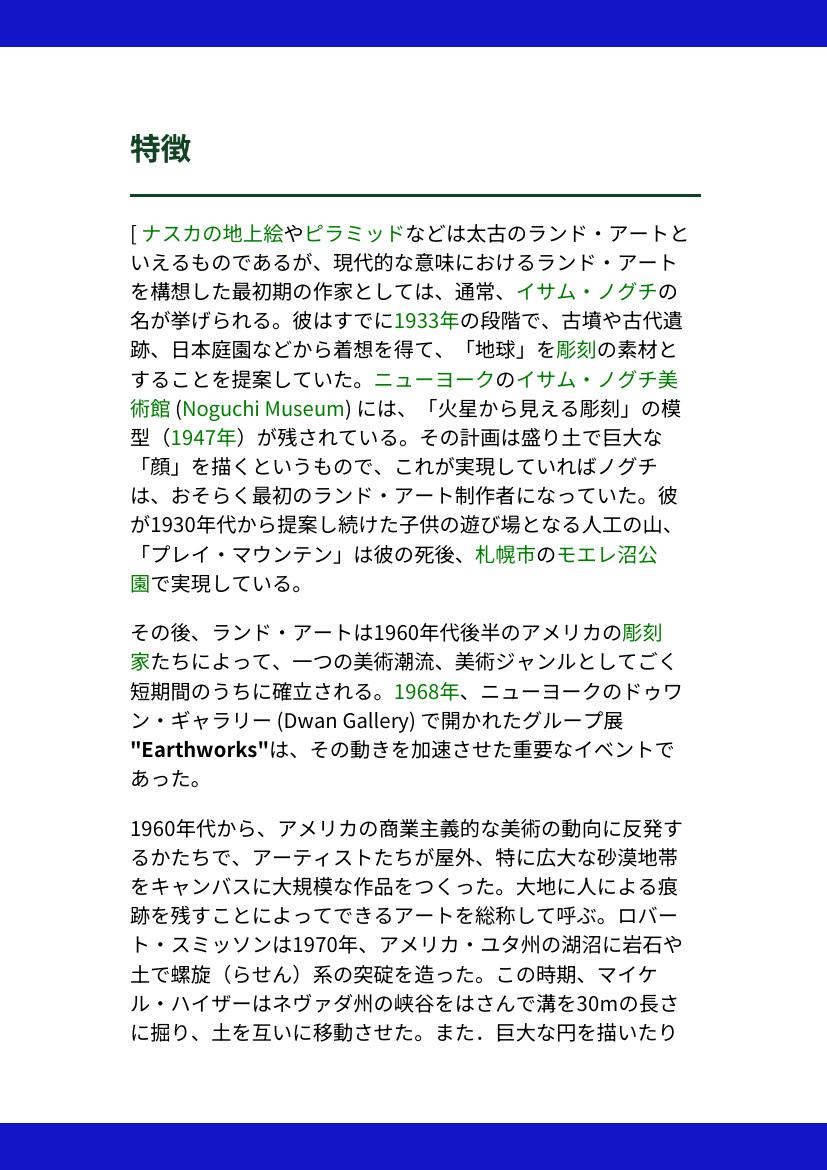 特徴
[ ナスカの地上絵やピラミッドなどは太古のランド・アートと
いえるものであるが、現代的な意味におけるランド・アート
を構想した最初期の作家としては、通常、イサム・ノグチの
名が挙げられる。彼はすでに1933年の段階で、古墳や古代遺
跡、日本庭園などから着想を得て、「地球」を彫刻の素材と
することを提案していた。ニューヨークのイサム・ノグチ美
術館 (Noguchi Museum) には、「火星から見える彫刻」の模
型（1947年）が残されている。その計画は盛り土で巨大な
「顔」を描くというもので、これが実現していればノグチ
は、おそらく最初のランド・アート制作者になっていた。彼
が1930年代から提案し続けた子供の遊び場となる人工の山、
「プレイ・マウンテン」は彼の死後、札幌市のモエレ沼公
園で実現している。
その後、ランド・アートは1960年代後半のアメリカの彫刻
家たちによって、一つの美術潮流、美術ジャンルとしてごく
短期間のうちに確立される。1968年、ニューヨークのドゥワ
ン・ギャラリー (Dwan Gallery) で開かれたグループ展
"Earthworks"は、その動きを加速させた重要なイベントで
あった。
1960年代から、アメリカの商業主義的な美術の動向に反発す
るかたちで、アーティストたちが屋外、特に広大な砂漠地帯
をキャンバスに大規模な作品をつくった。大地に人による痕
跡を残すことによってできるアートを総称して呼ぶ。ロバー
ト・スミッソンは1970年、アメリカ・ユタ州の湖沼に岩石や
土で螺旋（らせん）系の突碇を造った。この時期、マイケ
ル・ハイザーはネヴァダ州の峡谷をはさんで溝を30mの長さ
に掘り、土を互いに移動させた。また．巨大な円を描いたり